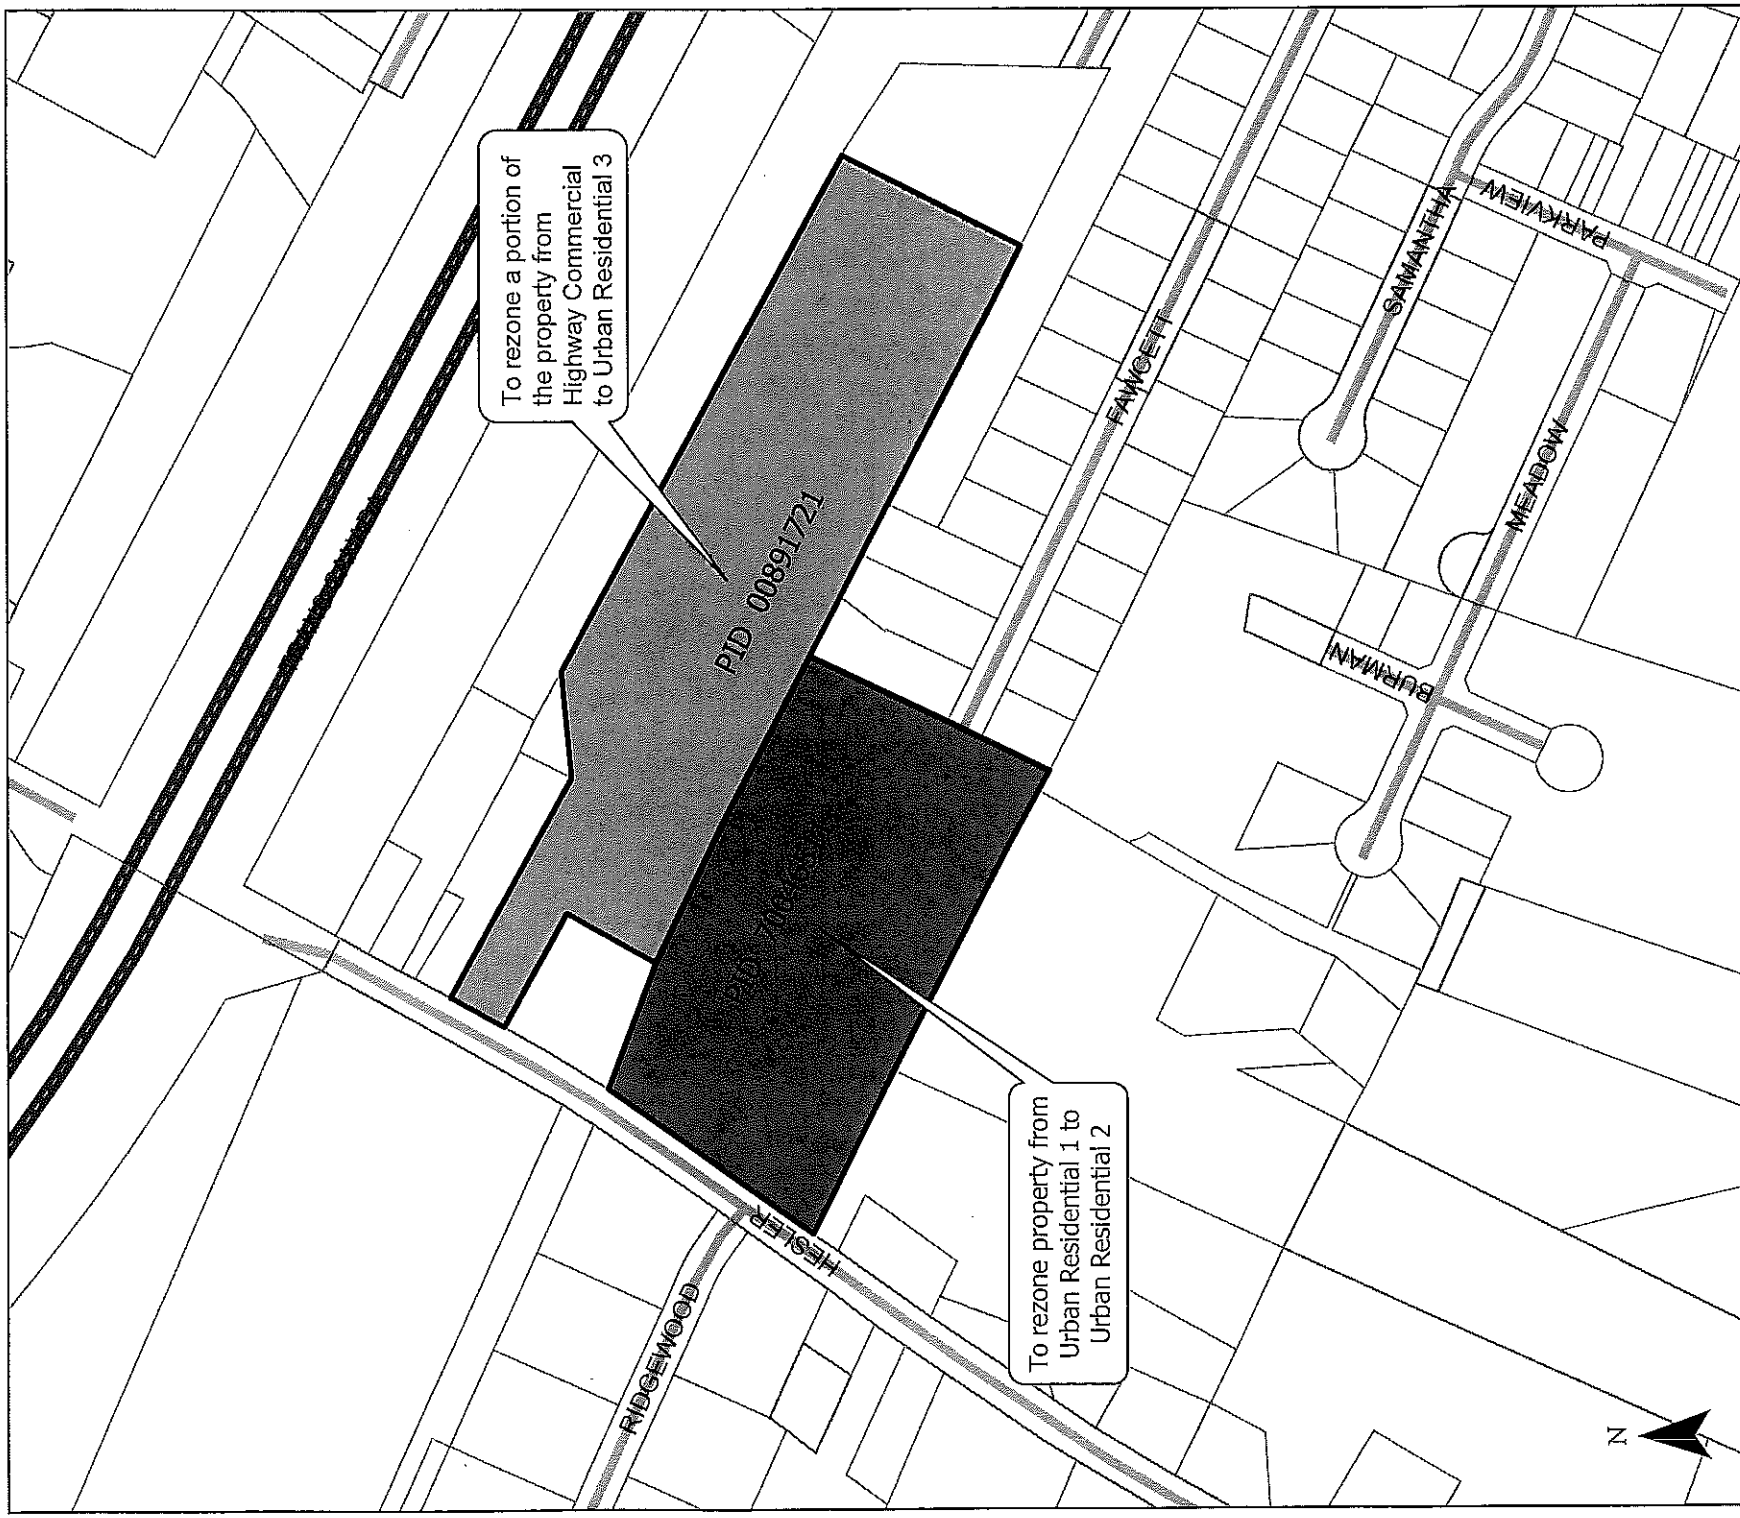 To rezone a portion of
the property from
Highway Commercial
to Urban Residential 3
PID 00891721
To rezone property from
Urban Residential 1 to
Urban Residential 2
RIDGEWOOD
HESLER
FAWCETT
SAMANTHA
PARKVIEW
MEADOW
BURMAN
N